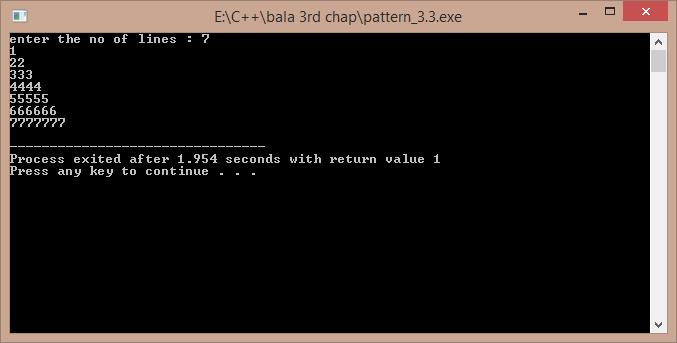 E:\C++\bala 3rd chap\pattern_3.3.exe
enter the no of lines : 7
1
22
333
4444
55555
666666
7777777
--------------------------------
Process exited after 1.954 seconds with return value 1
Press any key to continue . . .